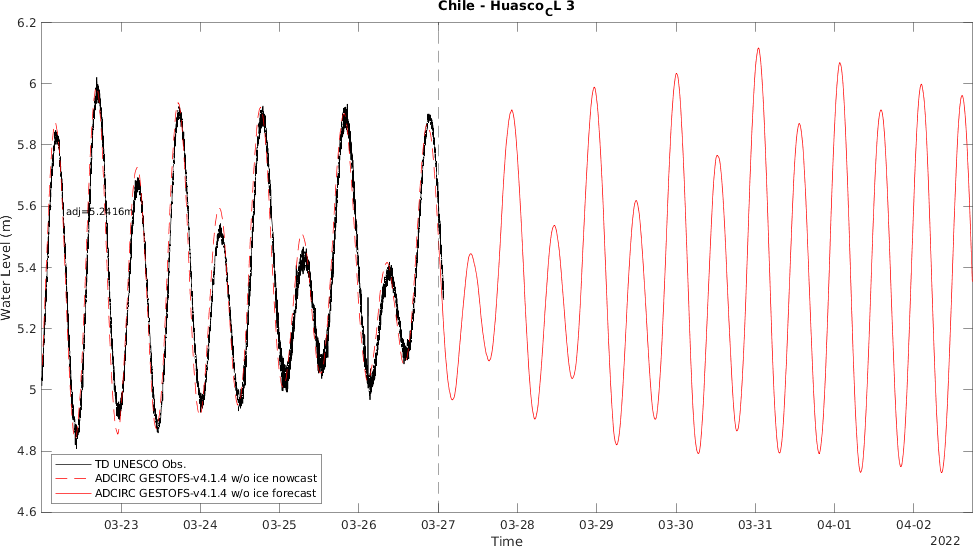 Chile - Huasco_CL 3
6.2
6
5.8
5.6
5.4
5.2
5
4.8
4.6
Water Level (m)
adj=5.2416m
TD UNESCO Obs.
ADCIRC GESTOFS-v4.1.4 w/o ice nowcast
ADCIRC GESTOFS-v4.1.4 w/o ice forecast
03-23 03-24 03-25 03-26 03-27 03-28 03-29 03-30 03-31 04-01 04-02
Time
2022